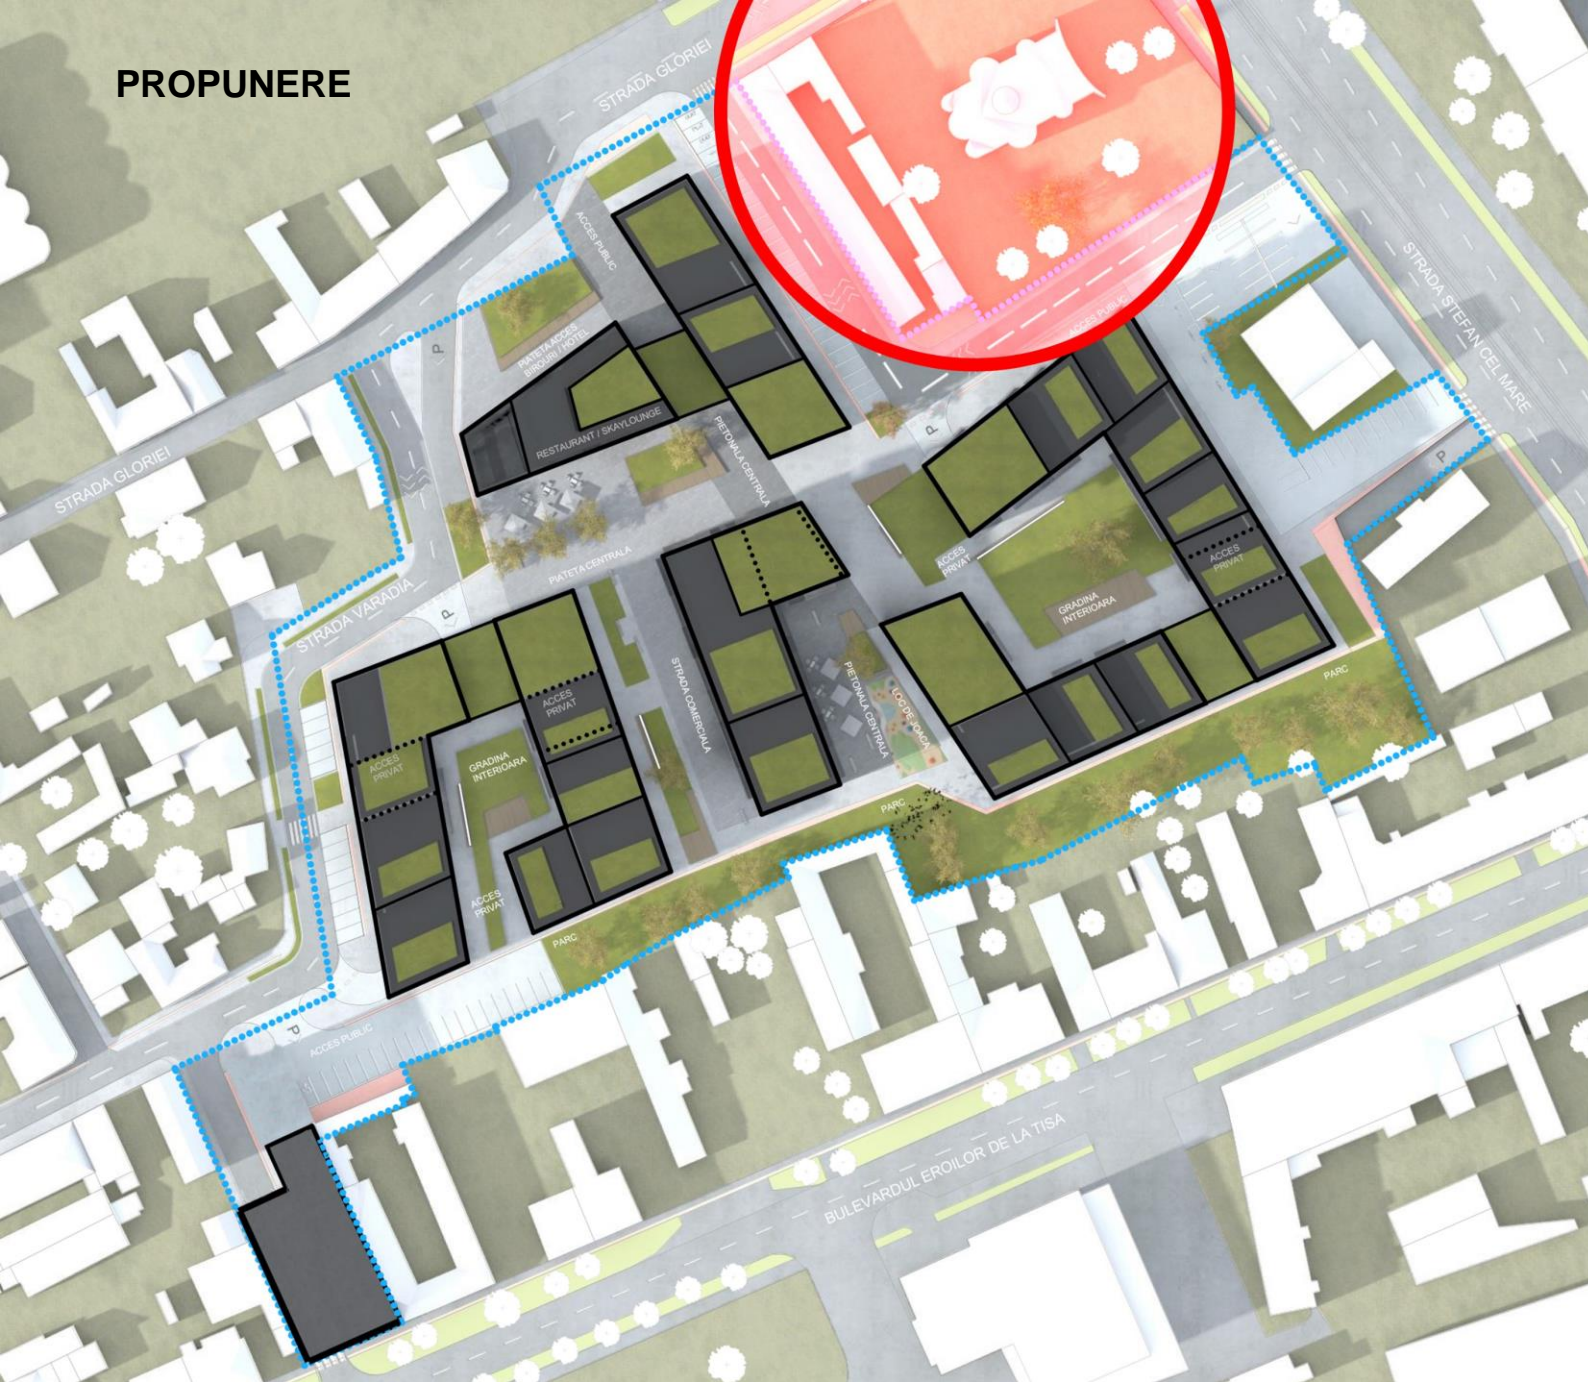 PROPUNERE
STRADA GLORIEI
ACCES PUBLIC
STRADA STEFAN CEL MARE
ACCES PUBLIC
P
PIATETA ACCES
BIROURI / HOTEL
RESTAURANT / SKAYLOUNGE
PIETONALA CENTRALA
P
P
STRADA GLORIEI
PIATETA CENTRALA
ACCES
PRIVAT
ACCES
PRIVAT
GRADINA
INTERIOARA
STRADA VARADIA
P
PARC
STRADA COMERCIALA
PIETONALA CENTRALA
LOC DE JOACA
ACCES
PRIVAT
ACCES
PRIVAT
GRADINA
INTERIOARA
PARC
ACCES
PRIVAT
PARC
P
ACCES PUBLIC
BULEVARDUL EROILOR DE LA TISA